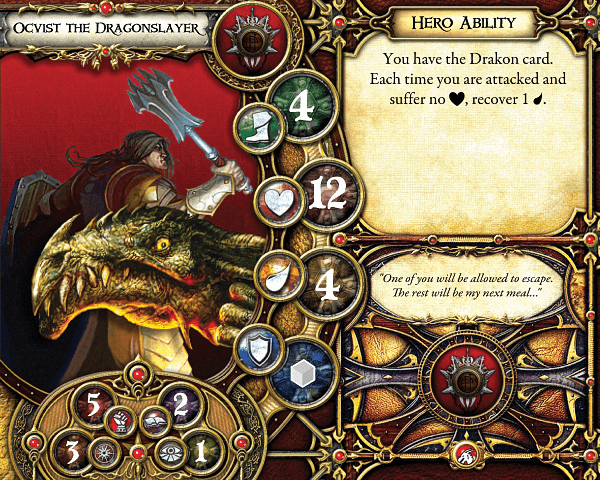 Ocvist the Dragonslayer
4
12
4
5
2
3
1
Hero Ability
You have the Drakon card.
Each time you are attacked and
suffer no ♥, recover 1 .
"One of you will be allowed to escape.
The rest will be my next meal..."